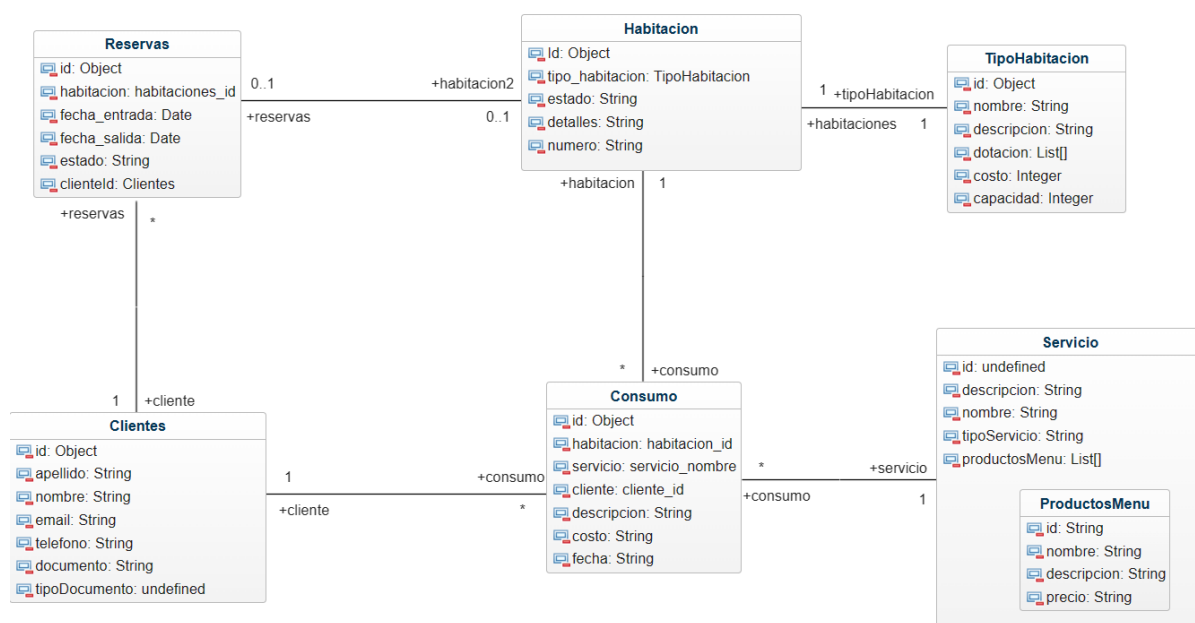 Reservas
id: Object
habitacion: habitaciones_id
fecha_entrada: Date
fecha_salida: Date
estado: String
clienteId: Clientes
0..1
+reservas
+habitacion2
0..1
Habitacion
Id: Object
tipo_habitacion: TipoHabitacion
estado: String
detalles: String
numero: String
1
+tipoHabitacion
+habitaciones
1
TipoHabitacion
id: Object
nombre: String
descripcion: String
dotacion: List[]
costo: Integer
capacidad: Integer
+reservas
*
1
+cliente
+habitacion
1
*
+consumo
Clientes
id: Object
apellido: String
nombre: String
email: String
telefono: String
documento: String
tipoDocumento: undefined
1
+cliente
+consumo
*
Consumo
id: Object
habitacion: habitacion_id
servicio: servicio_nombre
cliente: cliente_id
descripcion: String
costo: String
fecha: String
*
+consumo
+servicio
1
Servicio
id: undefined
descripcion: String
nombre: String
tipoServicio: String
productosMenu: List[]
ProductosMenu
id: String
nombre: String
descripcion: String
precio: String